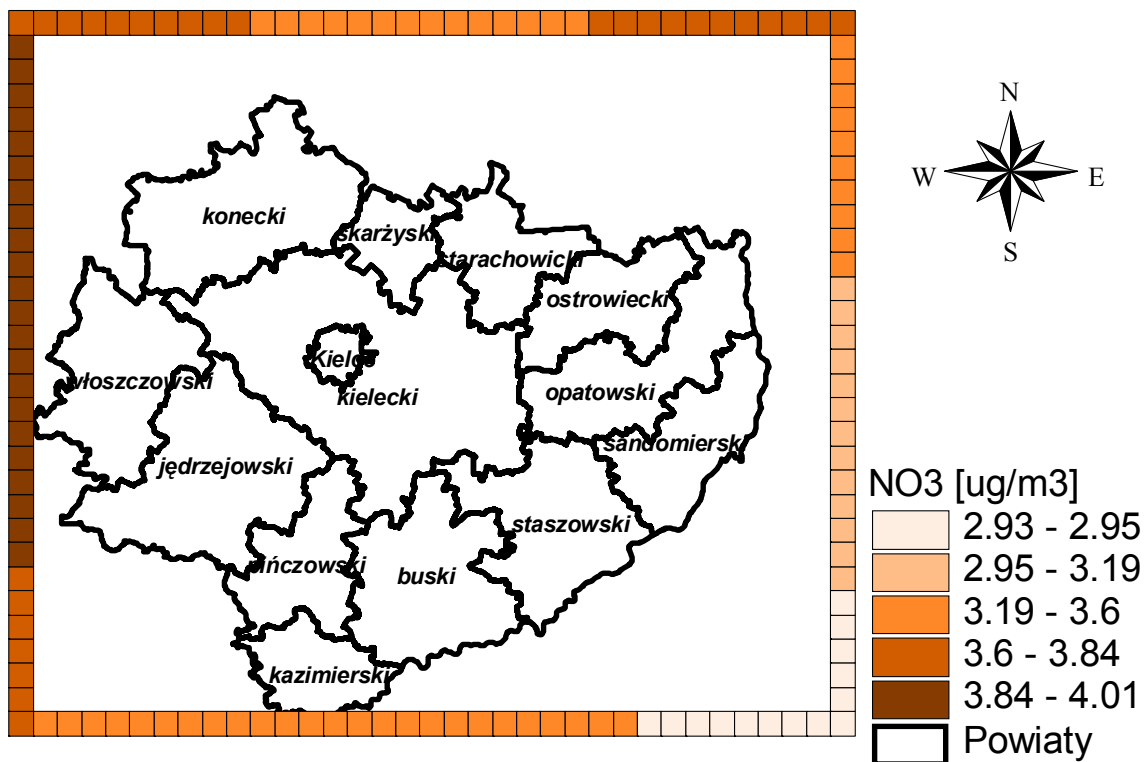 N
W
E
S
konecki
skarżyski
starachowicki
ostrowiecki
Kielce
włoszczowski
kielecki
opatowski
sandomierski
jędrzejowski
staszowski
pińczowski
buski
kazimierski
NO3 [ug/m3]
2.93 - 2.95
2.95 - 3.19
3.19 - 3.6
3.6 - 3.84
3.84 - 4.01
Powiaty